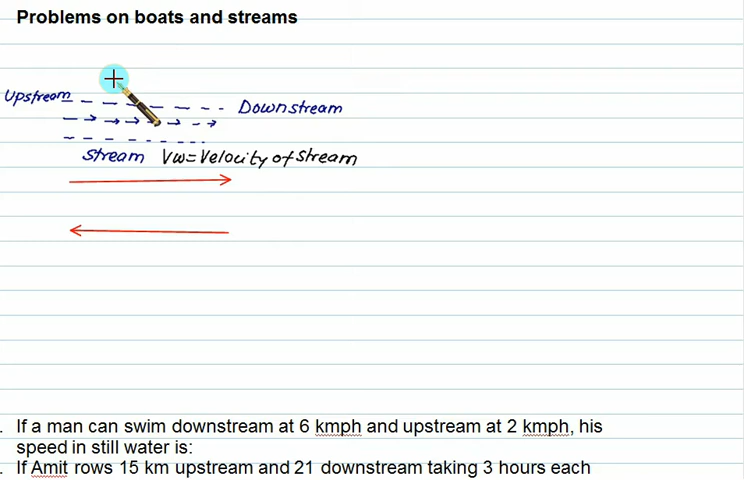 Problems on boats and streams
Upstream
Downstream
Stream Vw=Velocity of Stream
. If a man can swim downstream at 6 kmph and upstream at 2 kmph, his
speed in still water is:
. If Amit rows 15 km upstream and 21 downstream taking 3 hours each